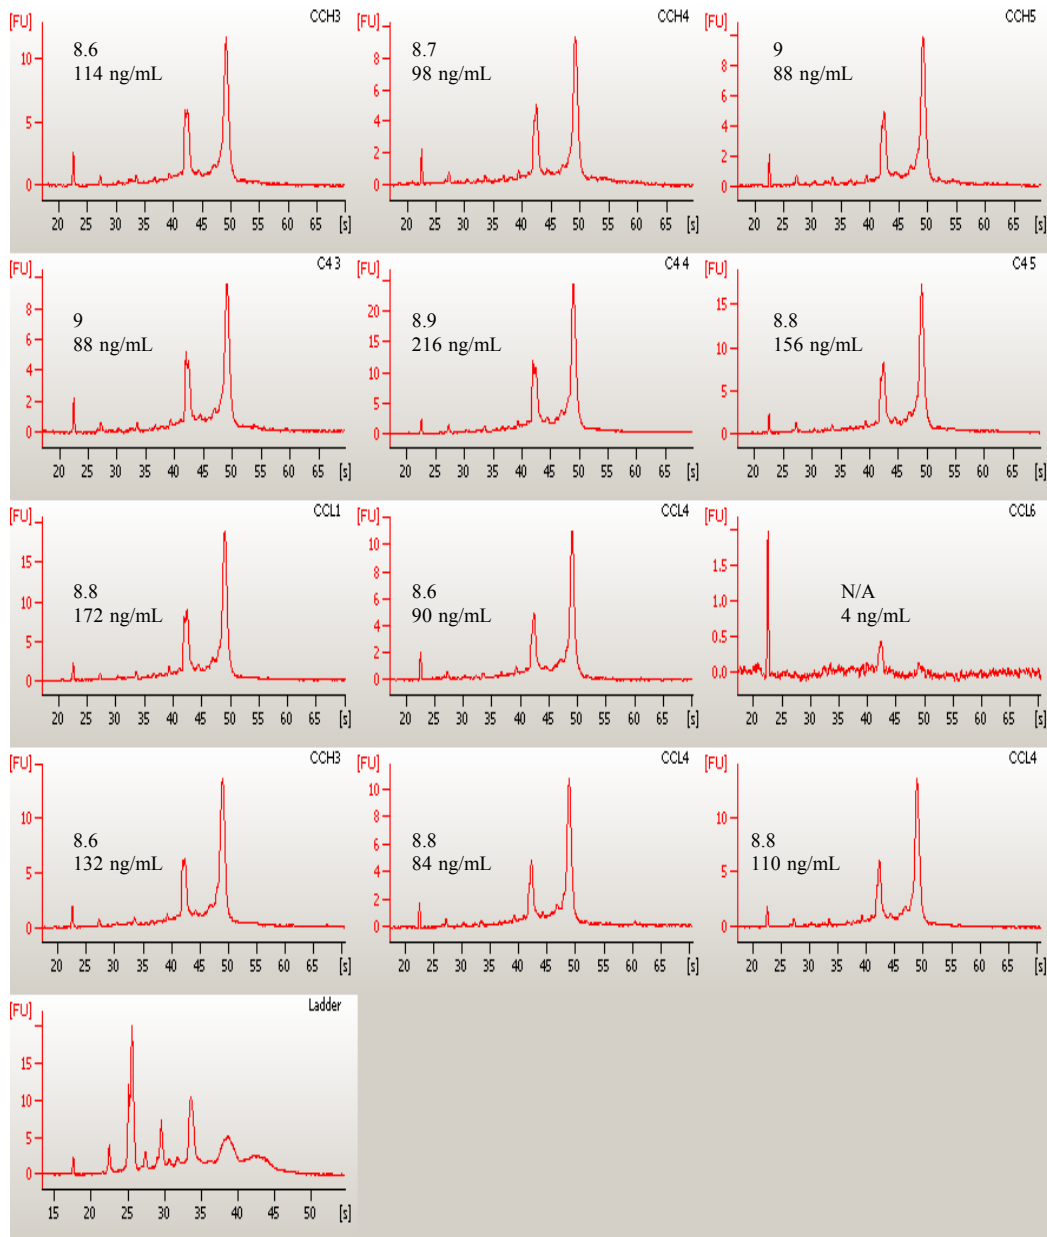 [FU] CCH3
8.6
114 ng/mL
10
5
0
20 25 30 35 40 45 50 55 60 65 [s]
[FU] CCH4
8.7
98 ng/mL
8
6
4
2
0
20 25 30 35 40 45 50 55 60 65 [s]
[FU] CCH5
9
88 ng/mL
8
6
4
2
0
20 25 30 35 40 45 50 55 60 65 [s]
[FU] C4 3
9
88 ng/mL
8
6
4
2
0
20 25 30 35 40 45 50 55 60 65 [s]
[FU] C4 4
8.9
216 ng/mL
20
15
10
5
0
20 25 30 35 40 45 50 55 60 65 [s]
[FU] C4 5
8.8
156 ng/mL
15
10
5
0
20 25 30 35 40 45 50 55 60 65 [s]
[FU] CCL1
8.8
172 ng/mL
15
10
5
0
20 25 30 35 40 45 50 55 60 65 [s]
[FU] CCL4
8.6
90 ng/mL
10
8
6
4
2
0
20 25 30 35 40 45 50 55 60 65 [s]
[FU] CCL6
N/A
4 ng/mL
1.5
1.0
0.5
0.0
20 25 30 35 40 45 50 55 60 65 [s]
[FU] CCH3
8.6
132 ng/mL
10
5
0
20 25 30 35 40 45 50 55 60 65 [s]
[FU] CCL4
8.8
84 ng/mL
10
8
6
4
2
0
20 25 30 35 40 45 50 55 60 65 [s]
[FU] CCL4
8.8
110 ng/mL
10
5
0
20 25 30 35 40 45 50 55 60 65 [s]
[FU] Ladder
15
10
5
0
15 20 25 30 35 40 45 50 [s]